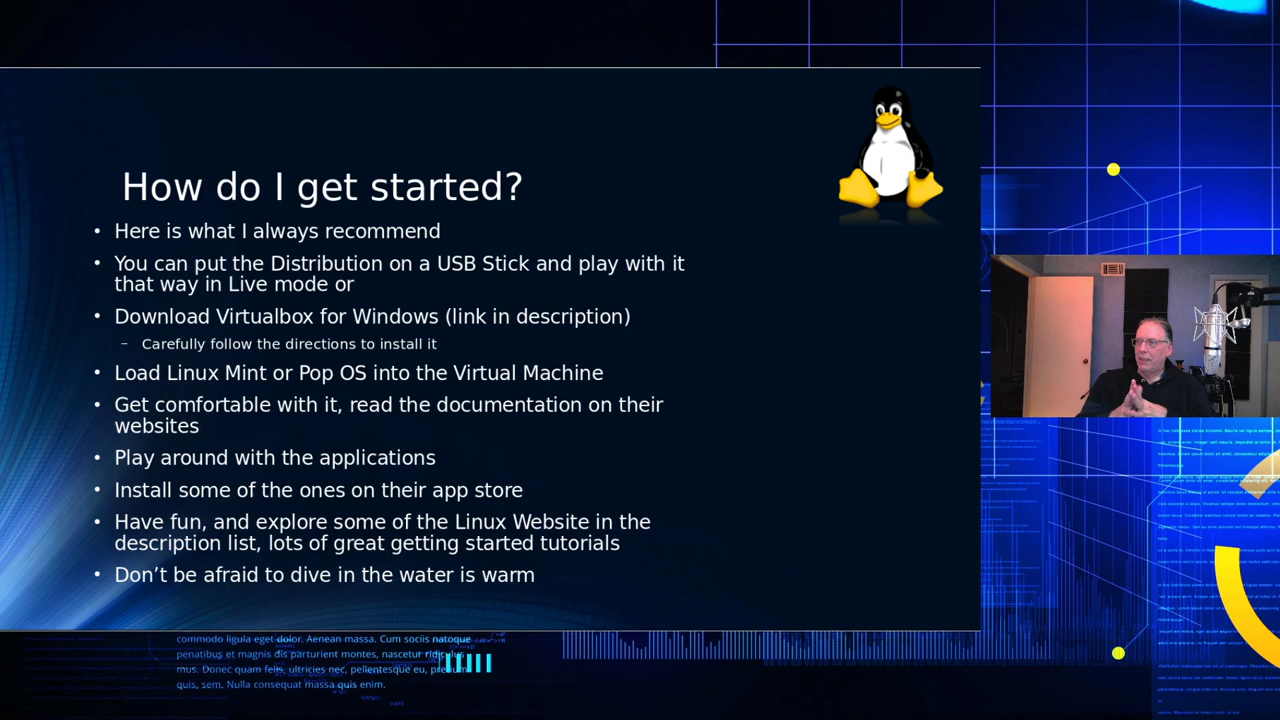 How do I get started?
• Here is what I always recommend
• You can put the Distribution on a USB Stick and play with it
that way in Live mode or
• Download Virtualbox for Windows (link in description)
– Carefully follow the directions to install it
• Load Linux Mint or Pop OS into the Virtual Machine
• Get comfortable with it, read the documentation on their
websites
• Play around with the applications
• Install some of the ones on their app store
• Have fun, and explore some of the Linux Website in the
description list, lots of great getting started tutorials
• Don’t be afraid to dive in the water is warm
commodo ligula eget dolor. Aenean massa. Cum sociis natoque
penatibus et magnis dis parturient montes, nascetur ridiculus
mus. Donec quam felis, ultricies nec, pellentesque eu, pretium
quis, sem. Nulla consequat massa quis enim.